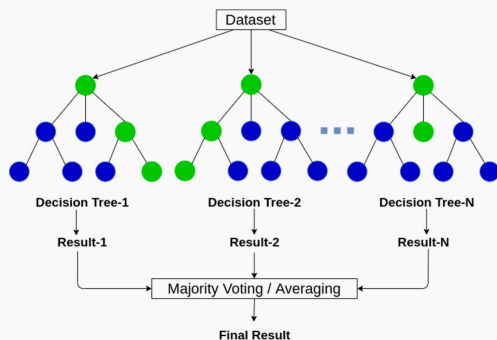 Dataset
Decision Tree-1
Decision Tree-2
Decision Tree-N
Result-1
Result-2
Result-N
Majority Voting / Averaging
Final Result